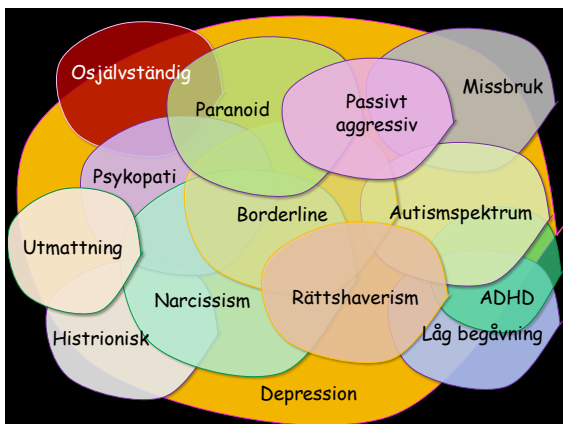 Osjälvständig
Missbruk
Paranoid
Passivt
aggressiv
Psykopati
Borderline
Autismspektrum
Utmattning
Narcissism
Rättshaverism
ADHD
Histrionisk
Låg begåvning
Depression